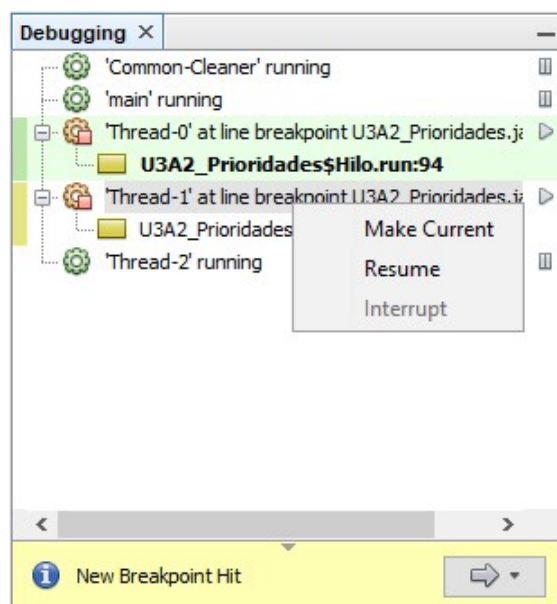 Debugging
'Common-Cleaner' running
'main' running
'Thread-0' at line breakpoint U3A2_Prioridades.ja
U3A2_Prioridades$Hilo.run:94
'Thread-1' at line breakpoint U3A2_Prioridades.ja
U3A2_Prioridades
Make Current
'Thread-2' running
Resume
Interrupt
New Breakpoint Hit